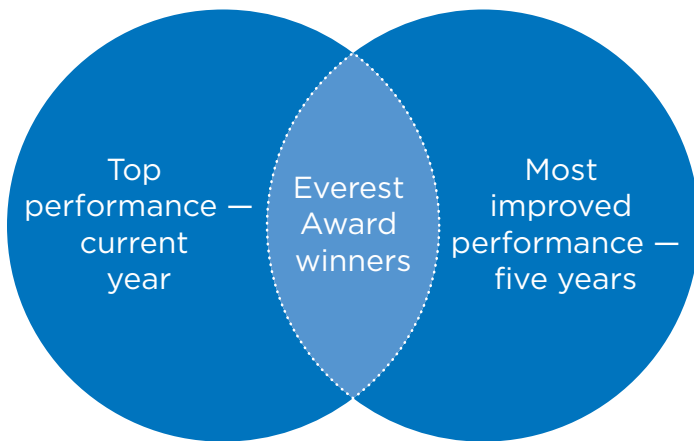 Top
performance —
current
year
Everest
Award
winners
Most
improved
performance —
five years